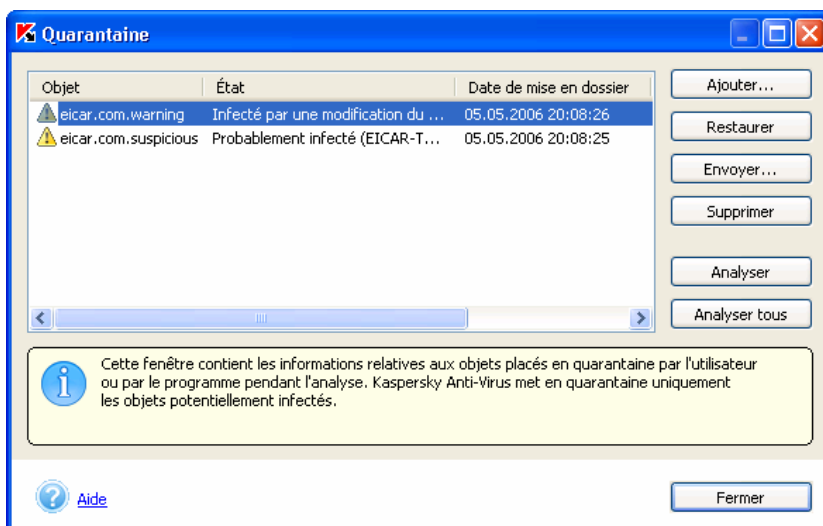 Quarantaine
Objet État Date de mise en dossier
eicar.com.warning Infecté par une modification du ... 05.05.2006 20:08:26
eicar.com.suspicious Probablement infecté (EICAR-T... 05.05.2006 20:08:25
Ajouter...
Restaurer
Envoyer...
Supprimer
Analyser
Analyser tous
Cette fenêtre contient les informations relatives aux objets placés en quarantaine par l'utilisateur
ou par le programme pendant l'analyse. Kaspersky Anti-Virus met en quarantaine uniquement
les objets potentiellement infectés.
Aide
Fermer